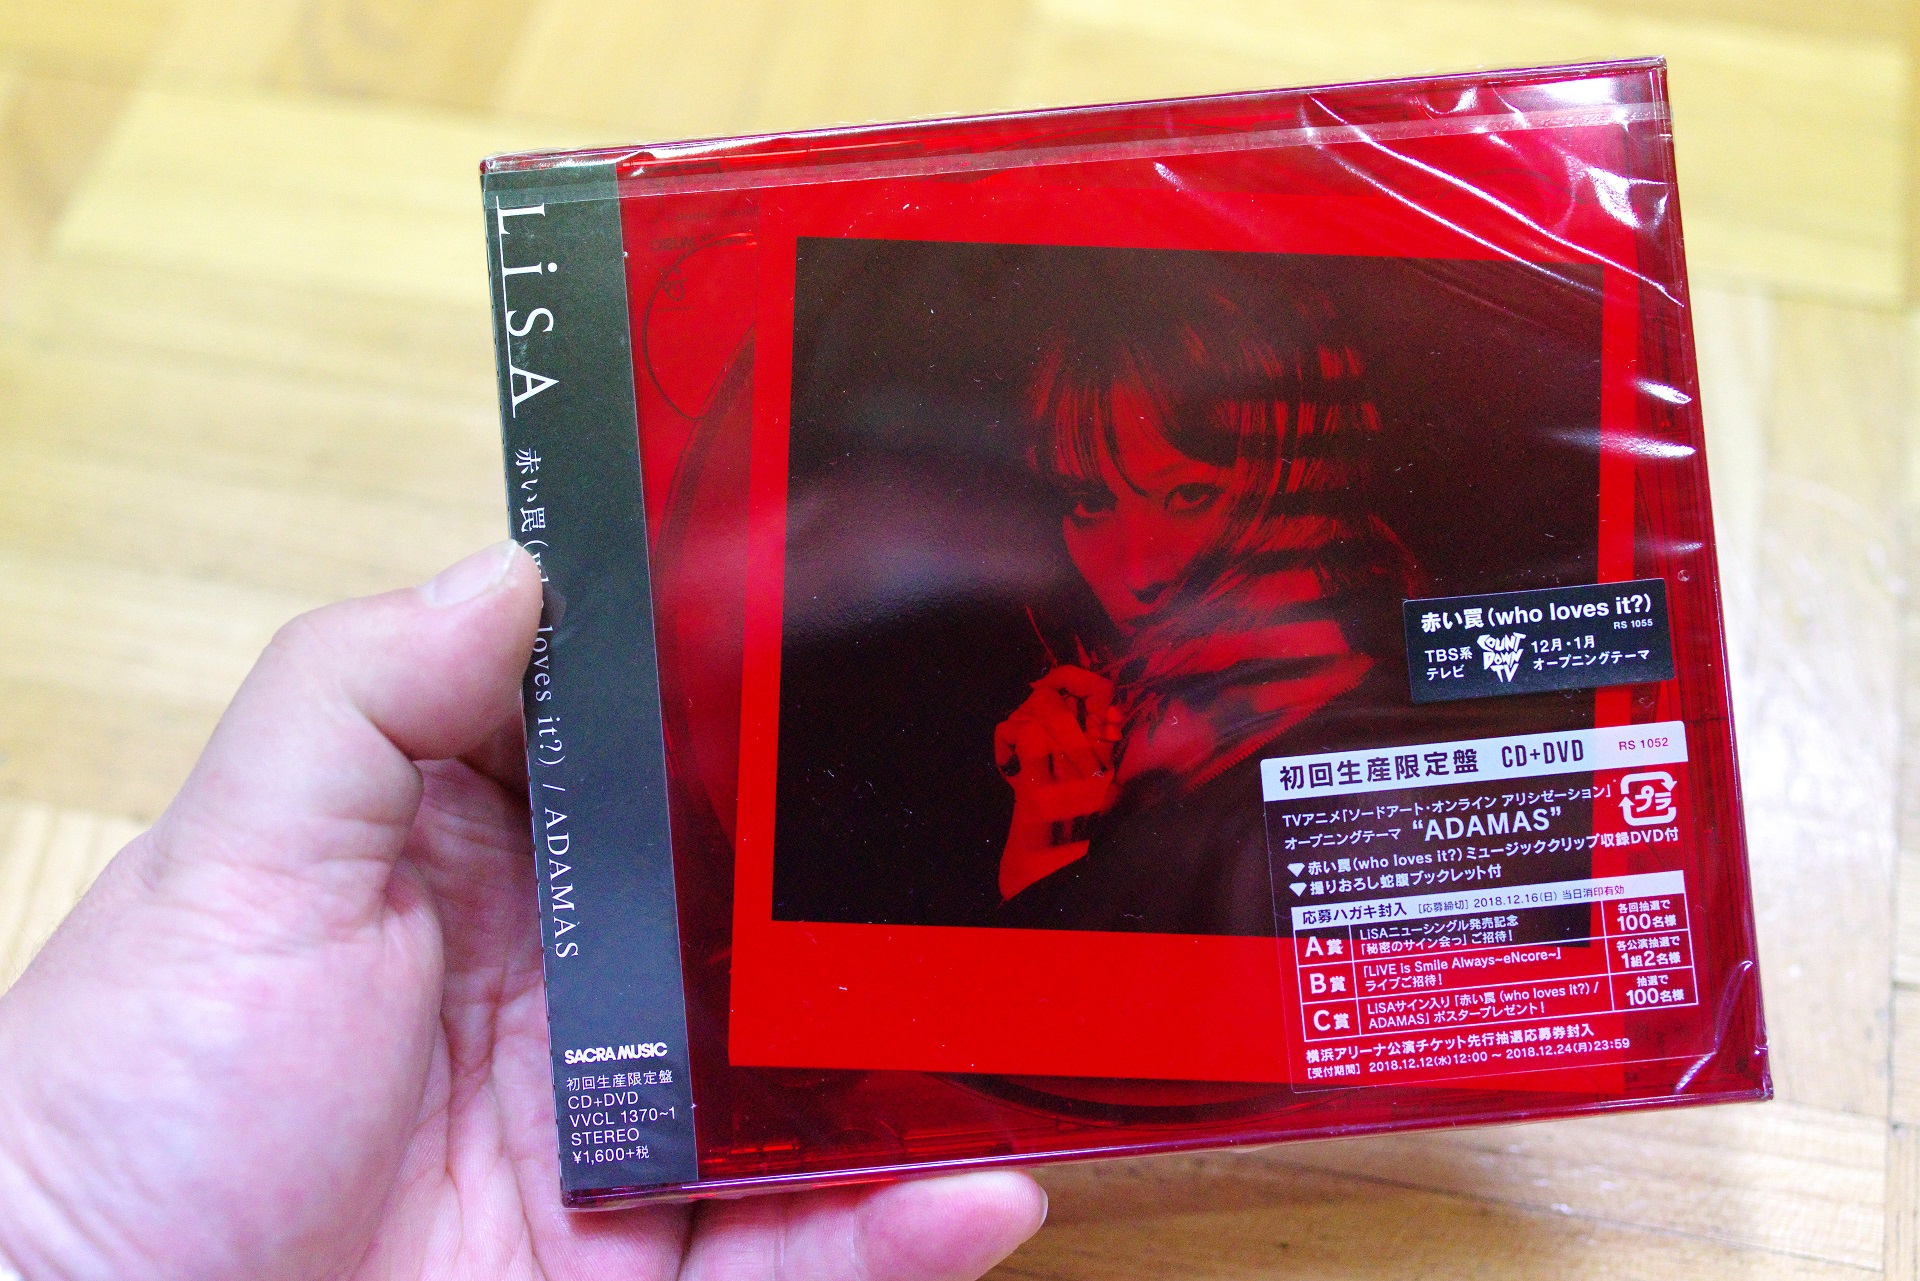 LiSA 赤い罠(who loves it?) / ADAMAS
SACRA MUSIC
初回生産限定盤
CD+DVD
VVCL 1370~1
STEREO
¥1,600+税
赤い罠(who loves it?)
RS 1055
TBS系
テレビ
COUNT
DOWN
TV
12月・1月
オープニングテーマ
初回生産限定盤 CD+DVD RS 1052
TVアニメ「ソードアート・オンライン アリシゼーション」
オープニングテーマ “ADAMAS”
プラ
赤い罠(who loves it?)ミュージッククリップ収録DVD付
撮りおろし蛇腹ブックレット付
応募ハガキ封入 [応募締切] 2018.12.16(日) 当日消印有効
A賞 LiSAニューシングル発売記念
「秘密のサイン会っ」ご招待!
各回抽選で
100名様
B賞 「LiVE is Smile Always~eNcore~」
ライブご招待!
各公演抽選で
1組2名様
C賞 LiSAサイン入り「赤い罠 (who loves it?) /
ADAMAS」ポスタープレゼント!
抽選で
100名様
横浜アリーナ公演チケット先行抽選応募券封入
[受付期間] 2018.12.12(水)12:00 ~ 2018.12.24(月)23:59